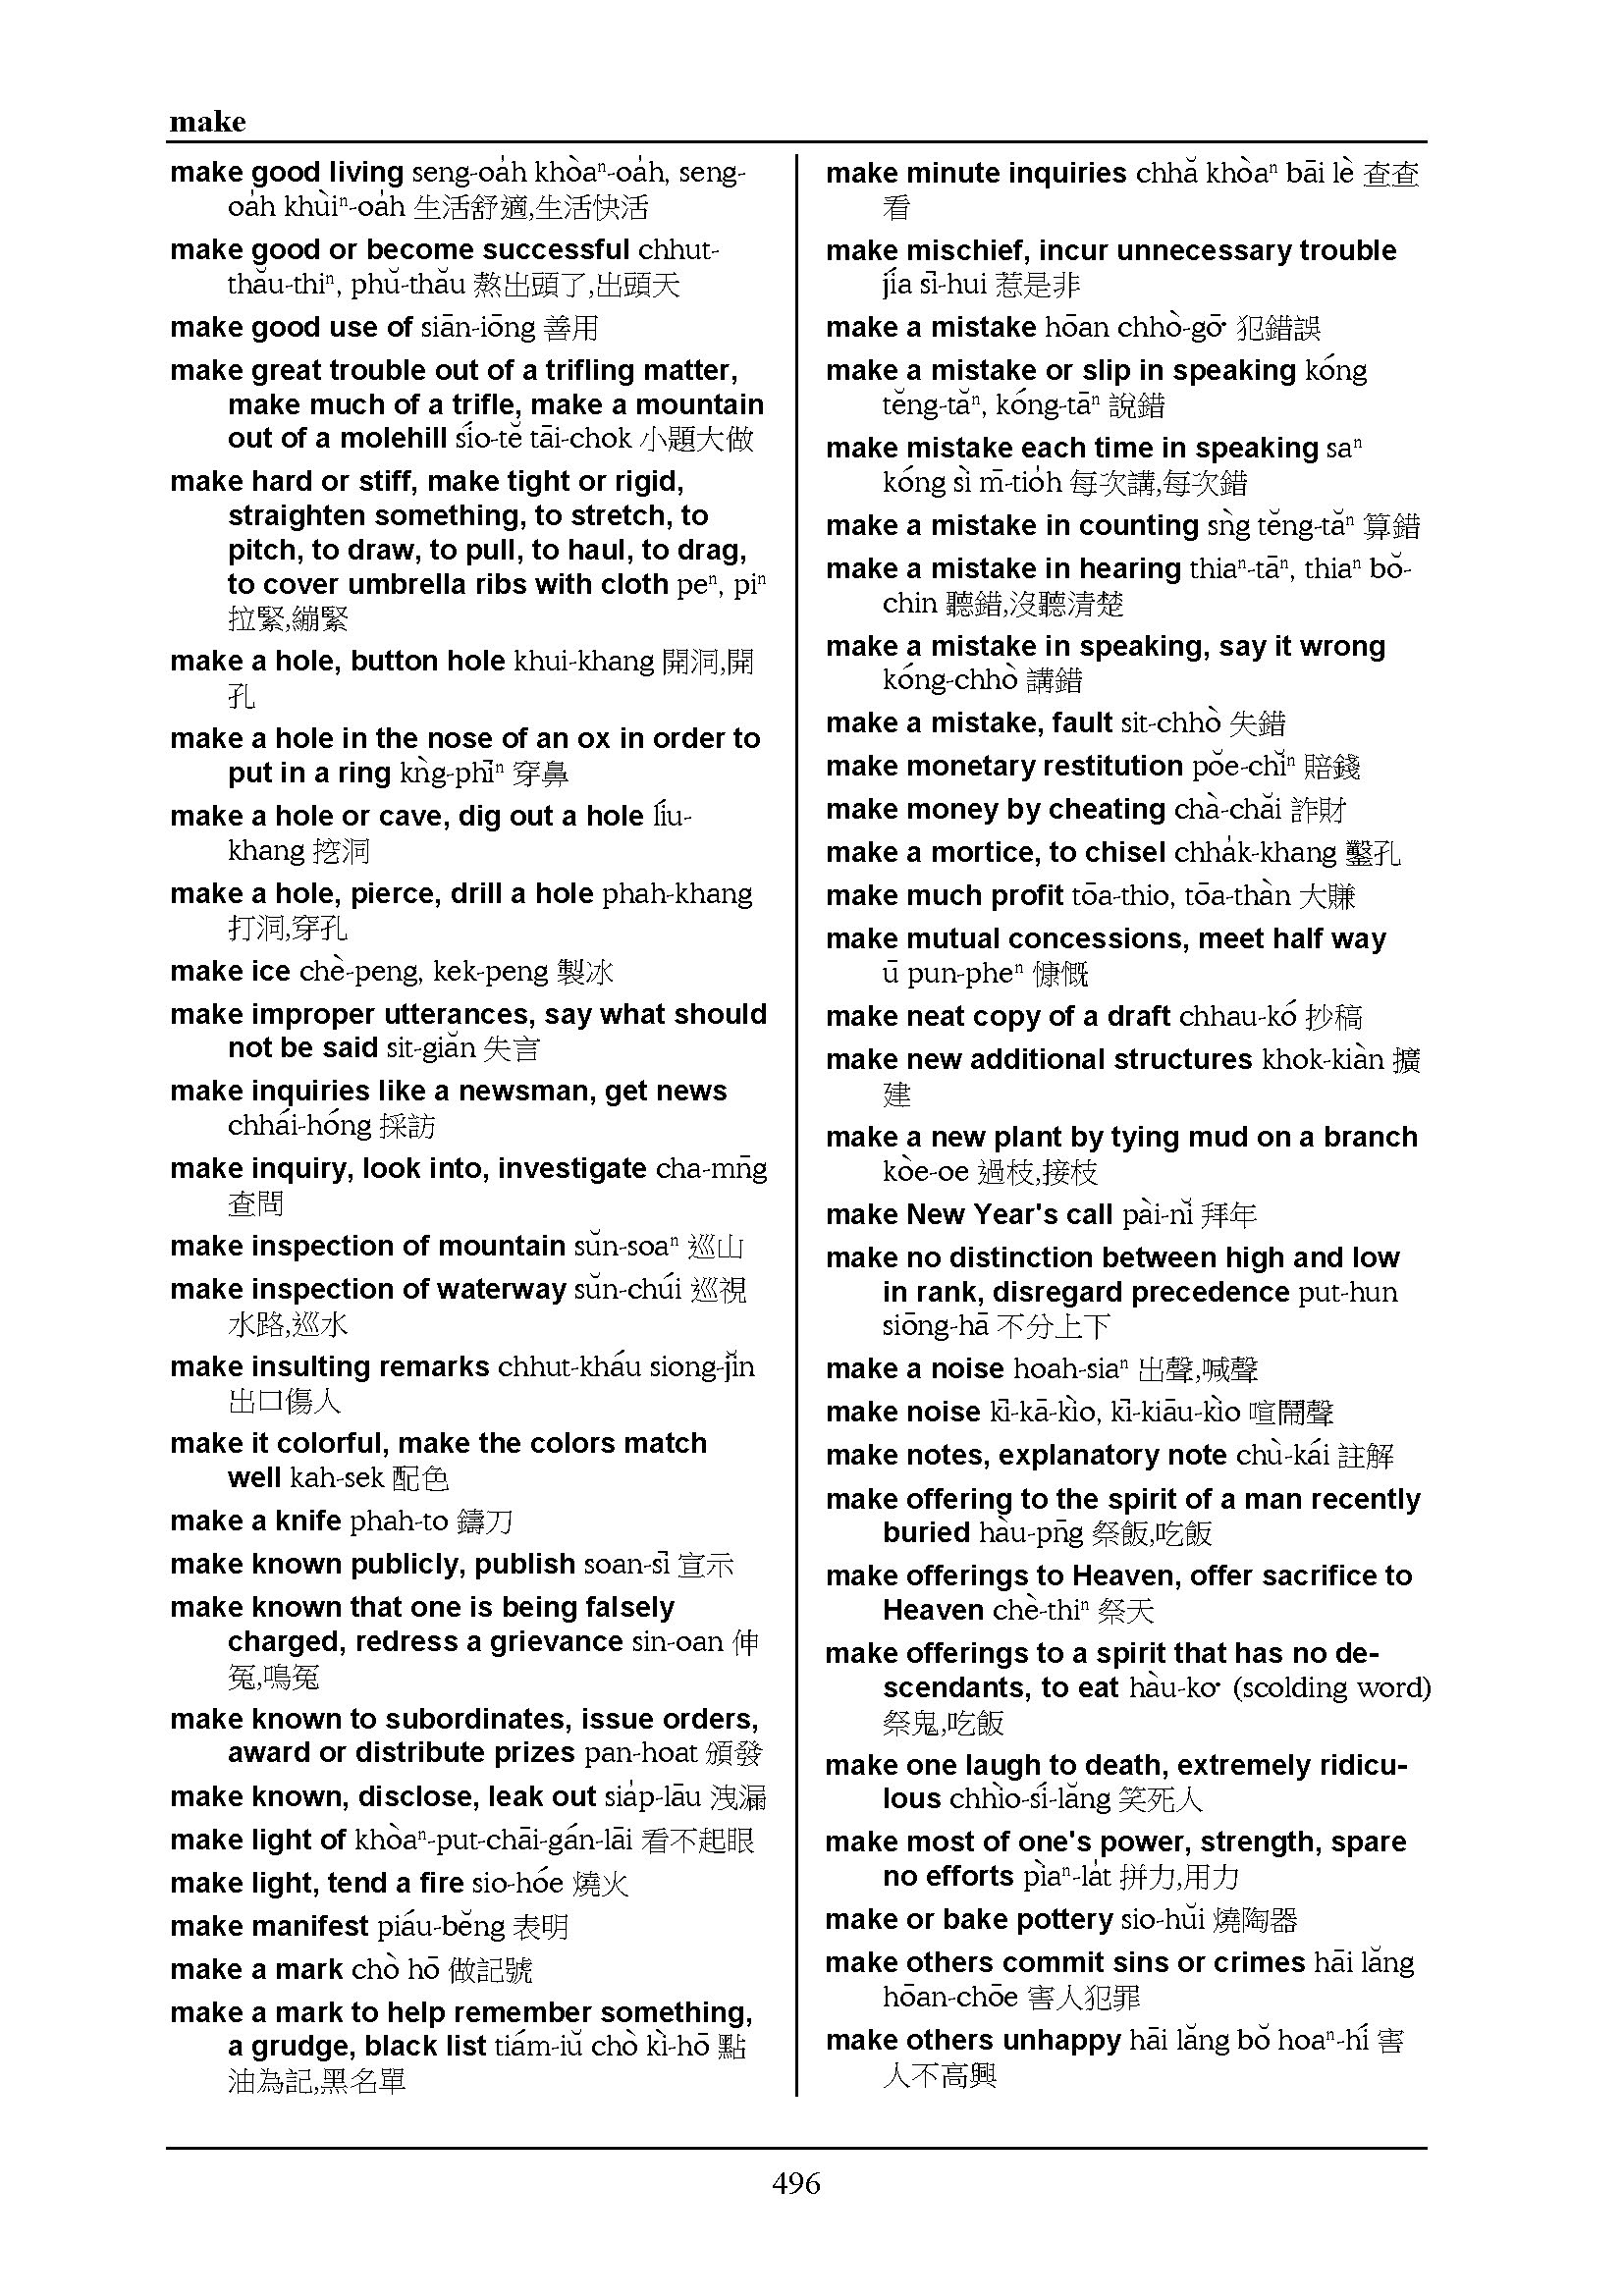 make
make good living seng-oa̍h khòaⁿ-oa̍h, seng-
oa̍h khùiⁿ-oa̍h 生活舒適,生活快活
make good or become successful chhut-
thău-thiⁿ, phŭ-thău 熬出頭了,出頭天
make good use of siān-iōng 善用
make great trouble out of a trifling matter,
make much of a trifle, make a mountain
out of a molehill sío-tĕ tāi-chok 小題大做
make hard or stiff, make tight or rigid,
straighten something, to stretch, to
pitch, to draw, to pull, to haul, to drag,
to cover umbrella ribs with cloth peⁿ, piⁿ
拉緊,繃緊
make a hole, button hole khui-khang 開洞,開
孔
make a hole in the nose of an ox in order to
put in a ring kǹg-phīⁿ 穿鼻
make a hole or cave, dig out a hole líu-
khang 挖洞
make a hole, pierce, drill a hole phah-khang
打洞,穿孔
make ice chè-peng, kek-peng 製冰
make improper utterances, say what should
not be said sit-giăn 失言
make inquiries like a newsman, get news
chhái-hóng 採訪
make inquiry, look into, investigate cha-mn̄g
查問
make inspection of mountain sŭn-soaⁿ 巡山
make inspection of waterway sŭn-chúi 巡視
水路,巡水
make insulting remarks chhut-kháu siong-jĭn
出口傷人
make it colorful, make the colors match
well kah-sek 配色
make a knife phah-to 鑄刀
make known publicly, publish soan-sī 宣示
make known that one is being falsely
charged, redress a grievance sin-oan 伸
冤,鳴冤
make known to subordinates, issue orders,
award or distribute prizes pan-hoat 頒發
make known, disclose, leak out sia̍p-lāu 洩漏
make light of khòaⁿ-put-chāi-gán-lāi 看不起眼
make light, tend a fire sio-hóe 燒火
make manifest piáu-bĕng 表明
make a mark chò hō 做記號
make a mark to help remember something,
a grudge, black list tiám-iŭ chò kì-hō 點
油為記,黑名單
make minute inquiries chhă khòaⁿ bāi lè 查查
看
make mischief, incur unnecessary trouble
jía sī-hui 惹是非
make a mistake hōan chhò-gō͘ 犯錯誤
make a mistake or slip in speaking kóng
tĕng-tăⁿ, kóng-tāⁿ 說錯
make mistake each time in speaking saⁿ
kóng sì m̄-tio̍h 每次講,每次錯
make a mistake in counting sǹg tĕng-tăⁿ 算錯
make a mistake in hearing thiaⁿ-tāⁿ, thiaⁿ bŏ-
chin 聽錯,沒聽清楚
make a mistake in speaking, say it wrong
kóng-chhò 講錯
make a mistake, fault sit-chhò 失錯
make monetary restitution pŏe-chĭⁿ 賠錢
make money by cheating chà-chăi 詐財
make a mortice, to chisel chha̍k-khang 鑿孔
make much profit tōa-thio, tōa-thàn 大賺
make mutual concessions, meet half way
ū pun-pheⁿ 慷慨
make neat copy of a draft chhau-kó 抄稿
make new additional structures khok-kiàn 擴
建
make a new plant by tying mud on a branch
kòe-oe 過枝,接枝
make New Year's call pài-nĭ 拜年
make no distinction between high and low
in rank, disregard precedence put-hun
siōng-hā 不分上下
make a noise hoah-siaⁿ 出聲,喊聲
make noise kī-kā-kìo, kī-kiāu-kìo 喧鬧聲
make notes, explanatory note chù-kái 註解
make offering to the spirit of a man recently
buried hàu-pn̄g 祭飯,吃飯
make offerings to Heaven, offer sacrifice to
Heaven chè-thiⁿ 祭天
make offerings to a spirit that has no de-
scendants, to eat hàu-ko͘ (scolding word)
祭鬼,吃飯
make one laugh to death, extremely ridicu-
lous chhìo-sí-lăng 笑死人
make most of one's power, strength, spare
no efforts pìaⁿ-la̍t 拼力,用力
make or bake pottery sio-hŭi 燒陶器
make others commit sins or crimes hāi lăng
hōan-chōe 害人犯罪
make others unhappy hāi lăng bŏ hoaⁿ-hí 害
人不高興
496